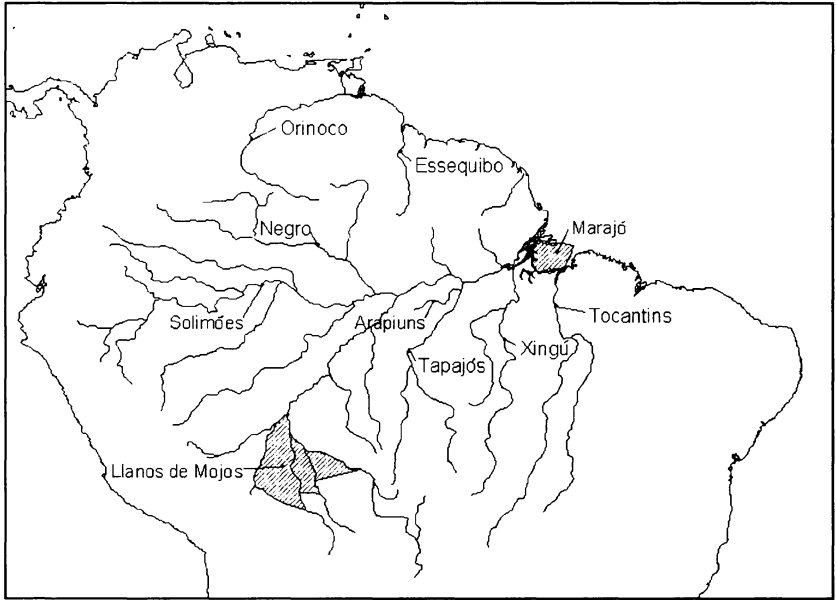 Orinoco
Essequibo
Negro
Marajó
Solimões
Arapiuns
Tocantins
Xingú
Tapajós
Llanos de Mojos